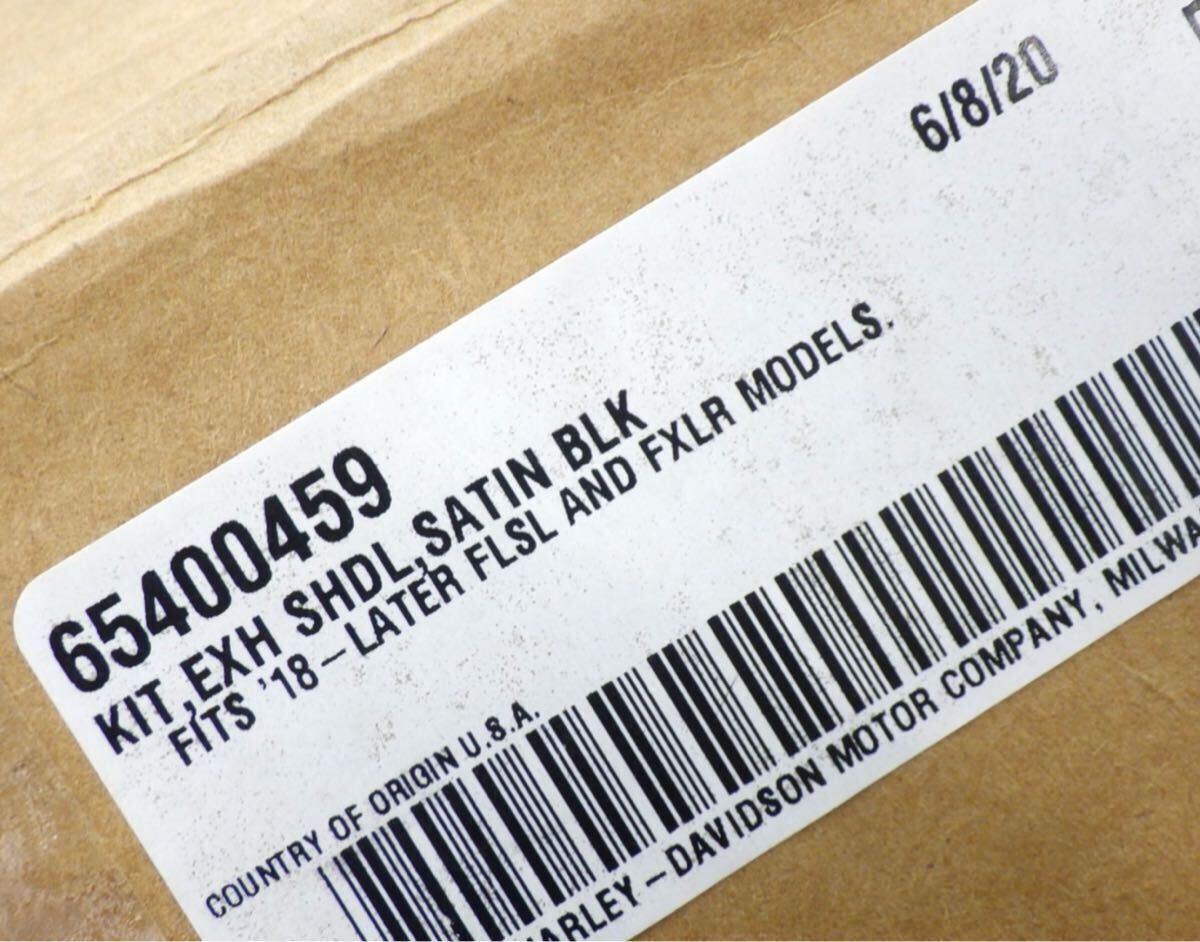 6/8/20
65400459
KIT,EXH SHDL,SATIN BLK
FITS '18-LATER FLSL AND FXLR MODELS.
COUNTRY OF ORIGIN U.S.A.
ARLEY-DAVIDSON MOTOR COMPANY, MILWA